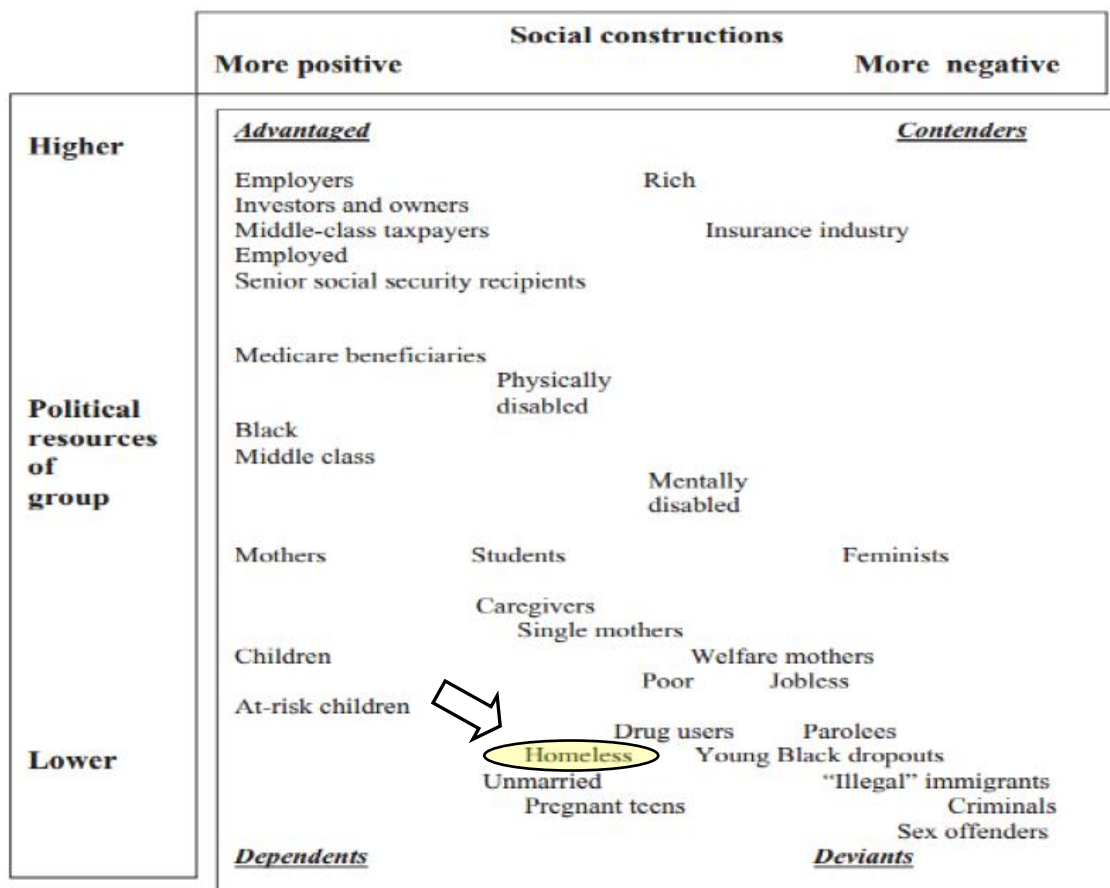 Social constructions
More positive More negative
Higher
Advantaged Contenders
Employers Rich
Investors and owners
Middle-class taxpayers Insurance industry
Employed
Senior social security recipients
Medicare beneficiaries
Physically
disabled
Political
resources
of
group
Black
Middle class
Mentally
disabled
Mothers Students Feminists
Caregivers
Single mothers
Children Welfare mothers
Poor Jobless
At-risk children
Drug users Parolees
Lower
Homeless Young Black dropouts
Unmarried “Illegal” immigrants
Pregnant teens Criminals
Sex offenders
Dependents Deviants